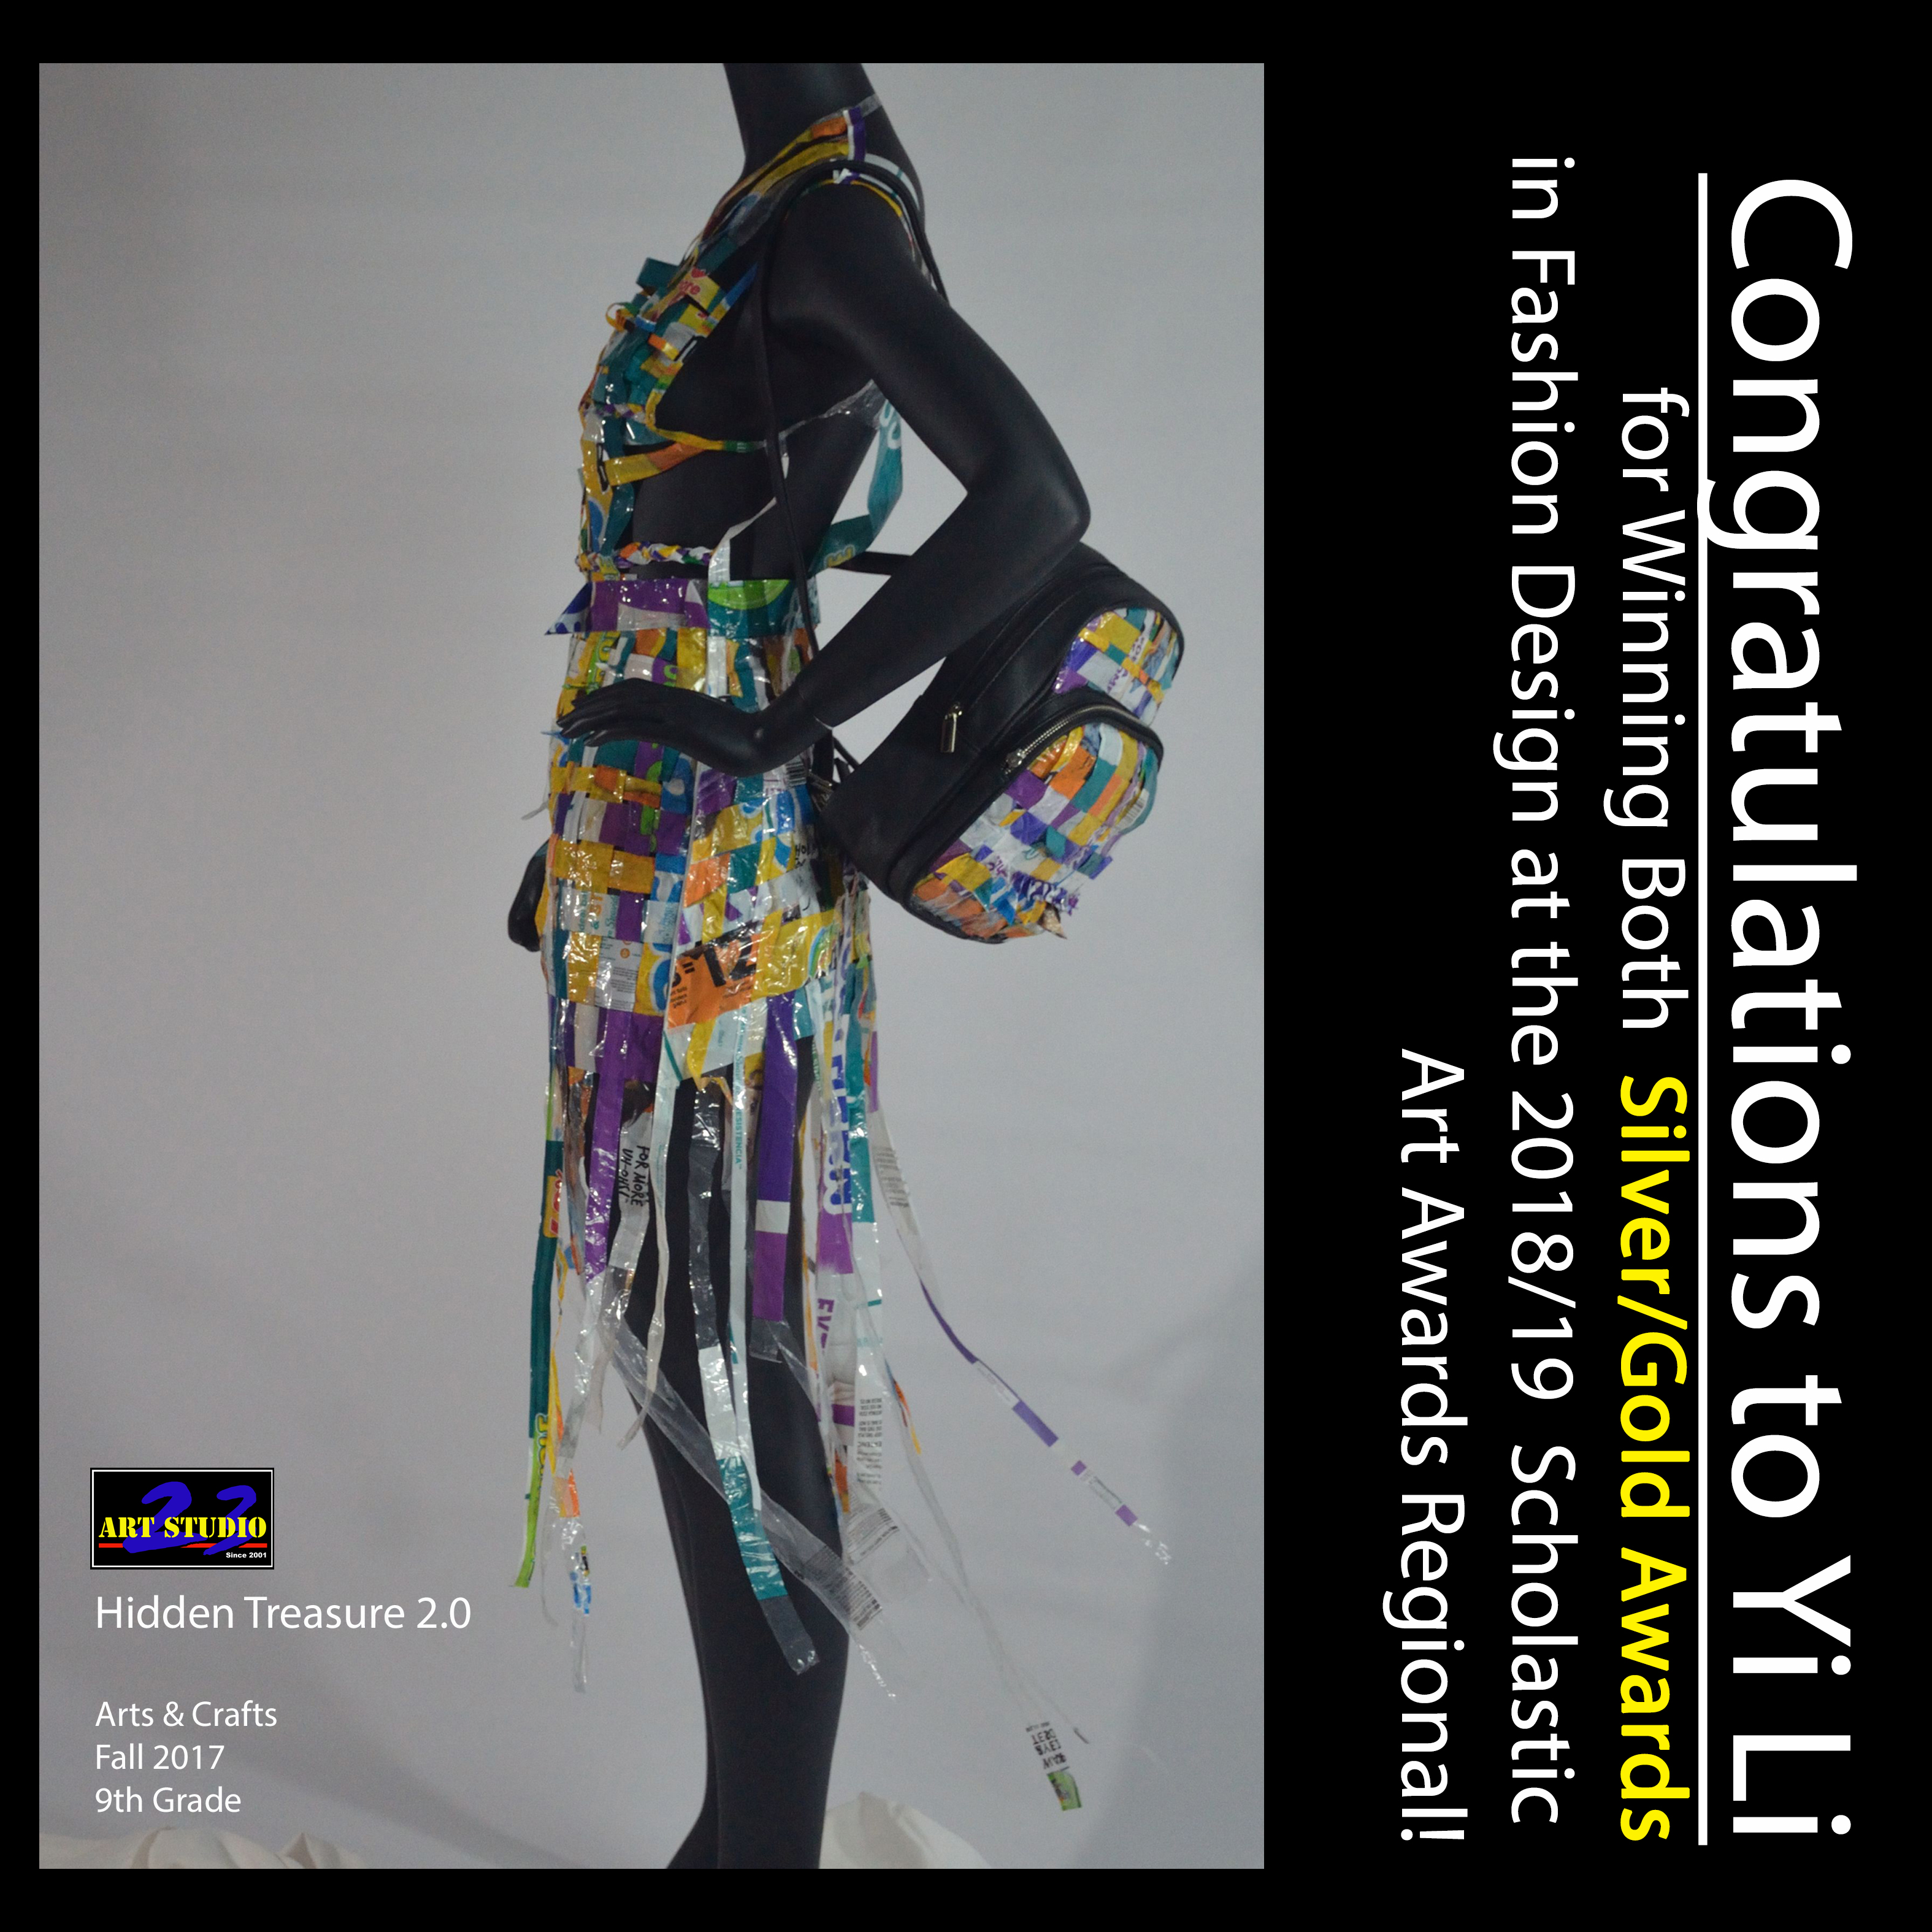 Congratulations to Yi Li
for Winning Both Silver/Gold Awards
in Fashion Design at the 2018/19 Scholastic
Art Awards Regional!
23
ART STUDIO
Since 2001
Hidden Treasure 2.0
Arts & Crafts
Fall 2017
9th Grade
FOR MORE